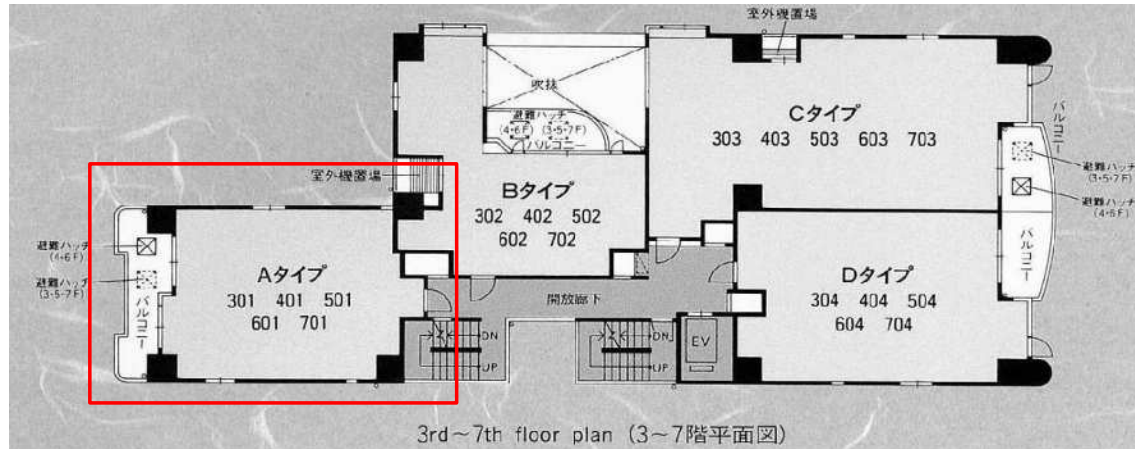 室外機置場
吹抜
避難ハッチ
(4・6F) (3・5・7F)
バルコニー
Cタイプ
303 403 503 603 703
バルコニー
避難ハッチ
(3・5・7F)
避難ハッチ
(4・6F)
バルコニー
室外機置場
Bタイプ
302 402 502
602 702
避難ハッチ
(4・6F)
避難ハッチ
(3・5・7F)
バルコニー
Aタイプ
301 401 501
601 701
開放廊下
Dタイプ
304 404 504
604 704
DN
UP
DN
UP
EV
3rd~7th floor plan (3~7階平面図)